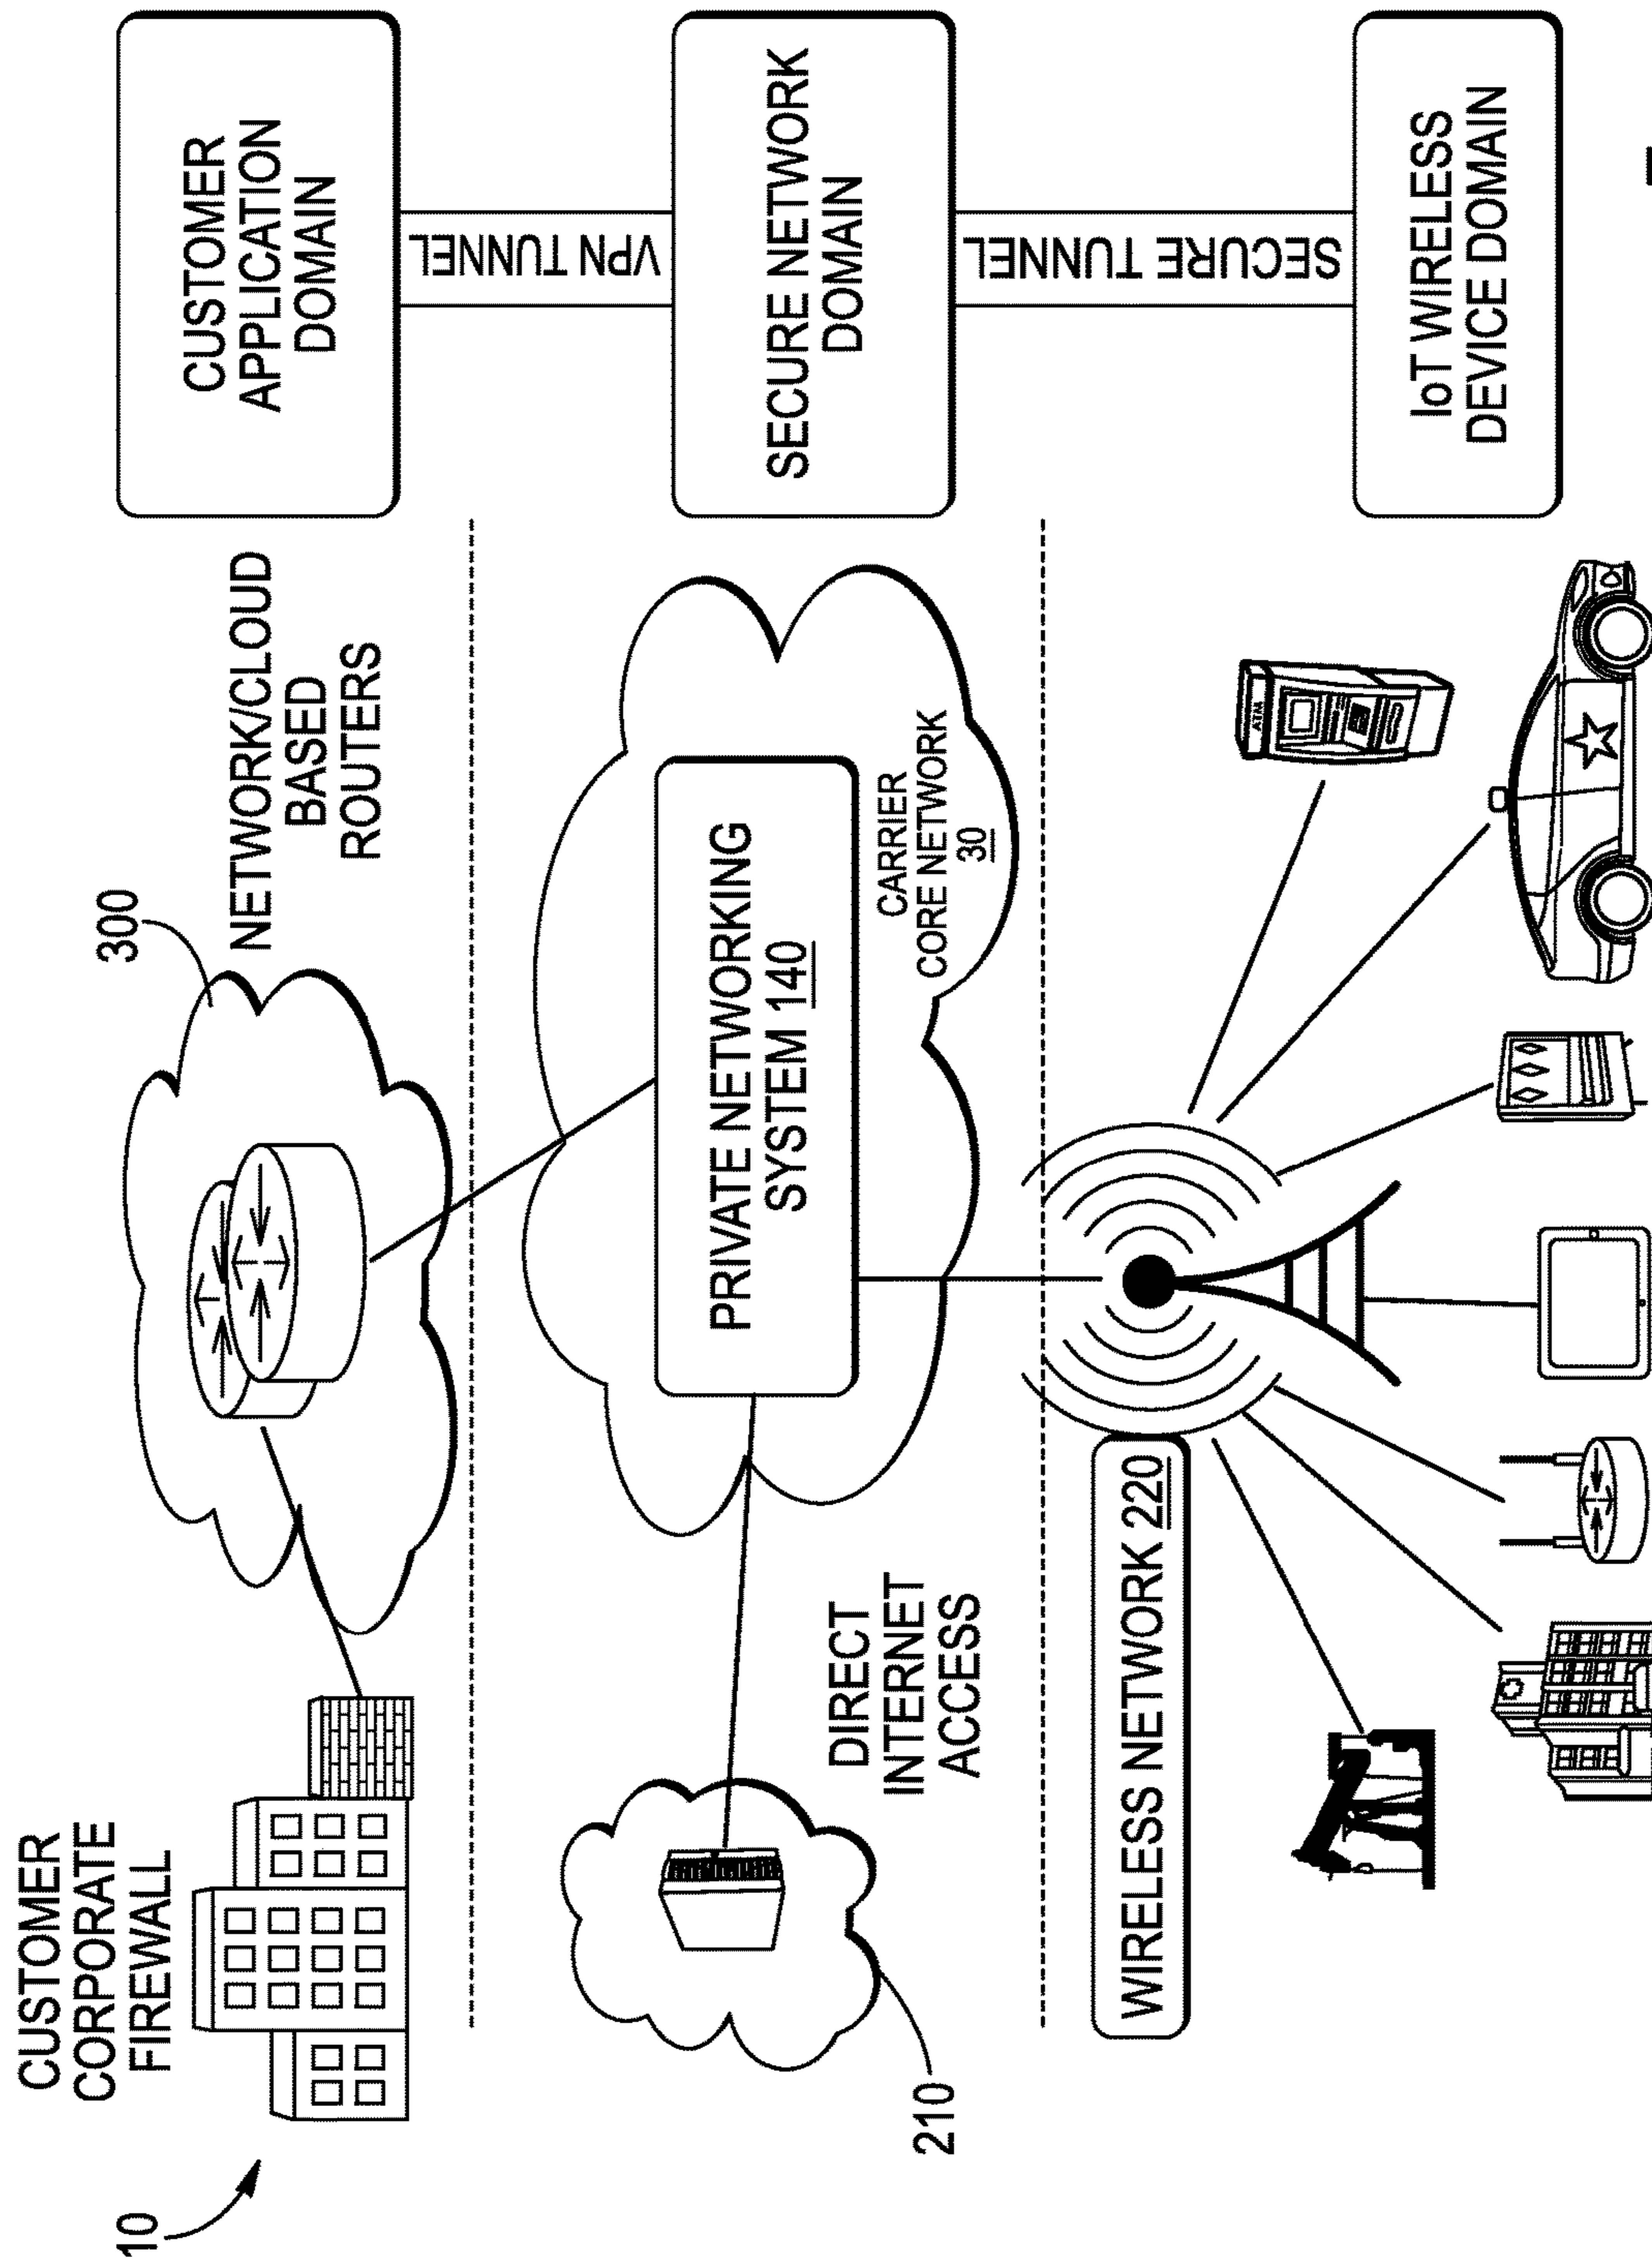 10
CUSTOMER
CORPORATE
FIREWALL
300
NETWORK/CLOUD
BASED
ROUTERS
CUSTOMER
APPLICATION
DOMAIN
VPN TUNNEL
210
DIRECT
INTERNET
ACCESS
PRIVATE NETWORKING
SYSTEM 140
CARRIER
CORE NETWORK
30
SECURE NETWORK
DOMAIN
SECURE TUNNEL
WIRELESS NETWORK 220
ATM
IoT WIRELESS
DEVICE DOMAIN